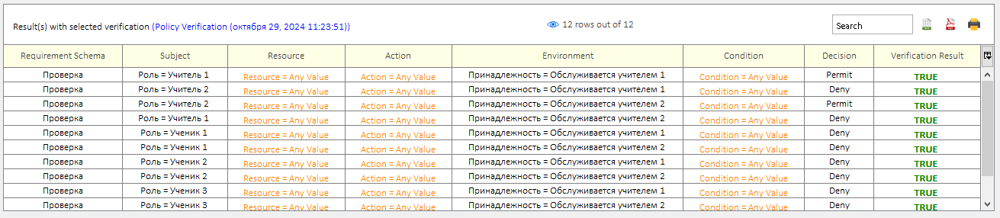 Result(s) with selected verification (Policy Verification (октября 29, 2024 11:23:51)) 12 rows out of 12 Search
Requirement Schema Subject Resource Action Environment Condition Decision Verification Result
Проверка Роль = Учитель 1 Resource = Any Value Action = Any Value Принадлежность = Обслуживается учителем 1 Condition = Any Value Permit TRUE
Проверка Роль = Учитель 2 Resource = Any Value Action = Any Value Принадлежность = Обслуживается учителем 1 Condition = Any Value Deny TRUE
Проверка Роль = Учитель 2 Resource = Any Value Action = Any Value Принадлежность = Обслуживается учителем 2 Condition = Any Value Permit TRUE
Проверка Роль = Учитель 1 Resource = Any Value Action = Any Value Принадлежность = Обслуживается учителем 2 Condition = Any Value Deny TRUE
Проверка Роль = Ученик 1 Resource = Any Value Action = Any Value Принадлежность = Обслуживается учителем 1 Condition = Any Value Deny TRUE
Проверка Роль = Ученик 1 Resource = Any Value Action = Any Value Принадлежность = Обслуживается учителем 2 Condition = Any Value Deny TRUE
Проверка Роль = Ученик 2 Resource = Any Value Action = Any Value Принадлежность = Обслуживается учителем 1 Condition = Any Value Deny TRUE
Проверка Роль = Ученик 2 Resource = Any Value Action = Any Value Принадлежность = Обслуживается учителем 2 Condition = Any Value Deny TRUE
Проверка Роль = Ученик 3 Resource = Any Value Action = Any Value Принадлежность = Обслуживается учителем 1 Condition = Any Value Deny TRUE
Проверка Роль = Ученик 3 Resource = Any Value Action = Any Value Принадлежность = Обслуживается учителем 2 Condition = Any Value Deny TRUE